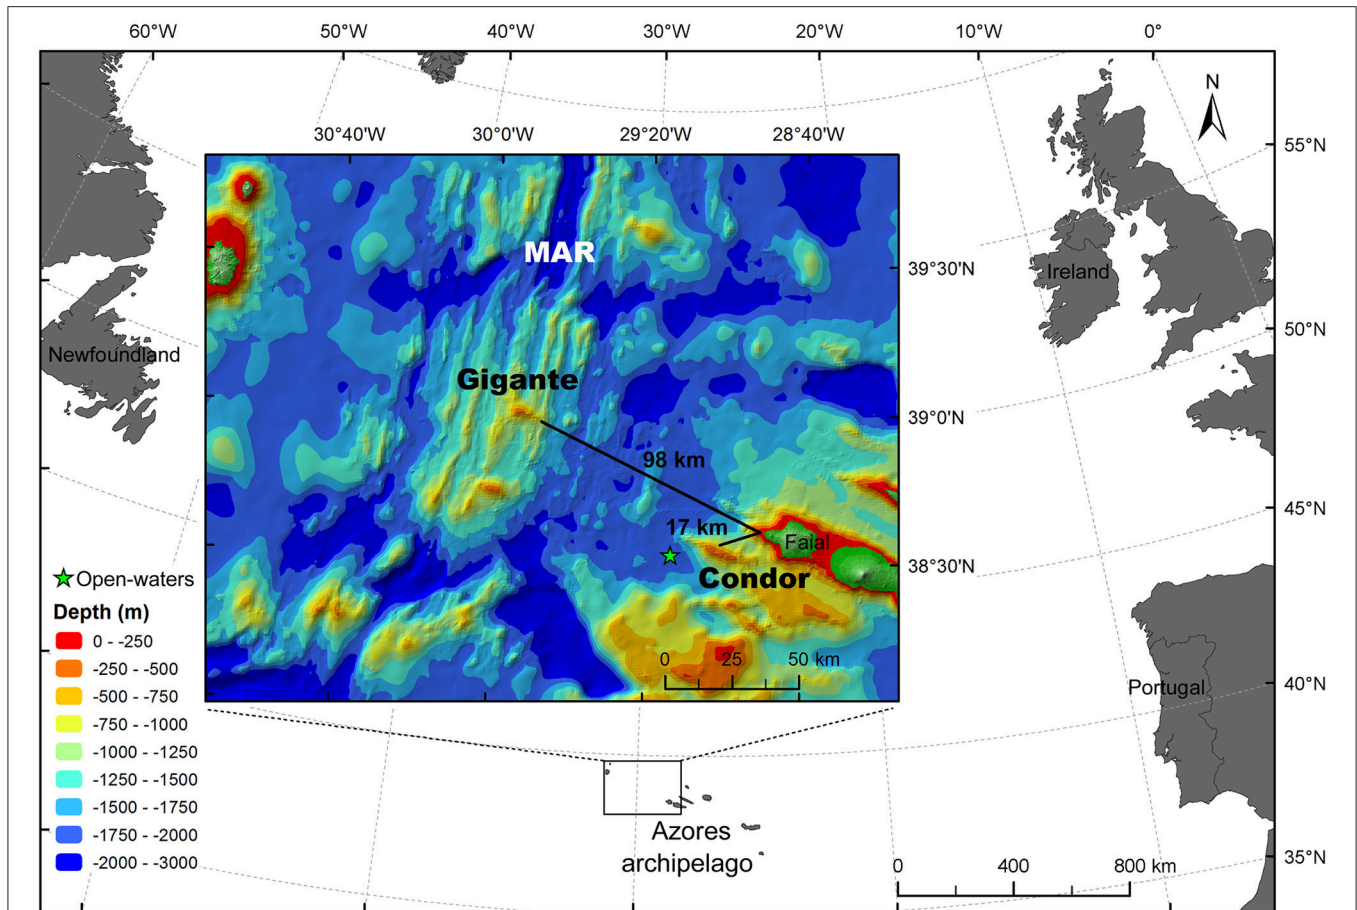 60°W 50°W 40°W 30°W 20°W 10°W 0°
N
30°40'W 30°0'W 29°20'W 28°40'W
55°N
MAR
39°30'N
Ireland
50°N
Newfoundland
Gigante
39°0'N
98 km
45°N
17 km
Faial
38°30'N
Condor
Open-waters
Depth (m)
0 - -250
-250 - -500
-500 - -750
-750 - -1000
-1000 - -1250
-1250 - -1500
-1500 - -1750
-1750 - -2000
-2000 - -3000
0 25 50 km
Portugal
40°N
Azores
archipelago
35°N
0 400 800 km